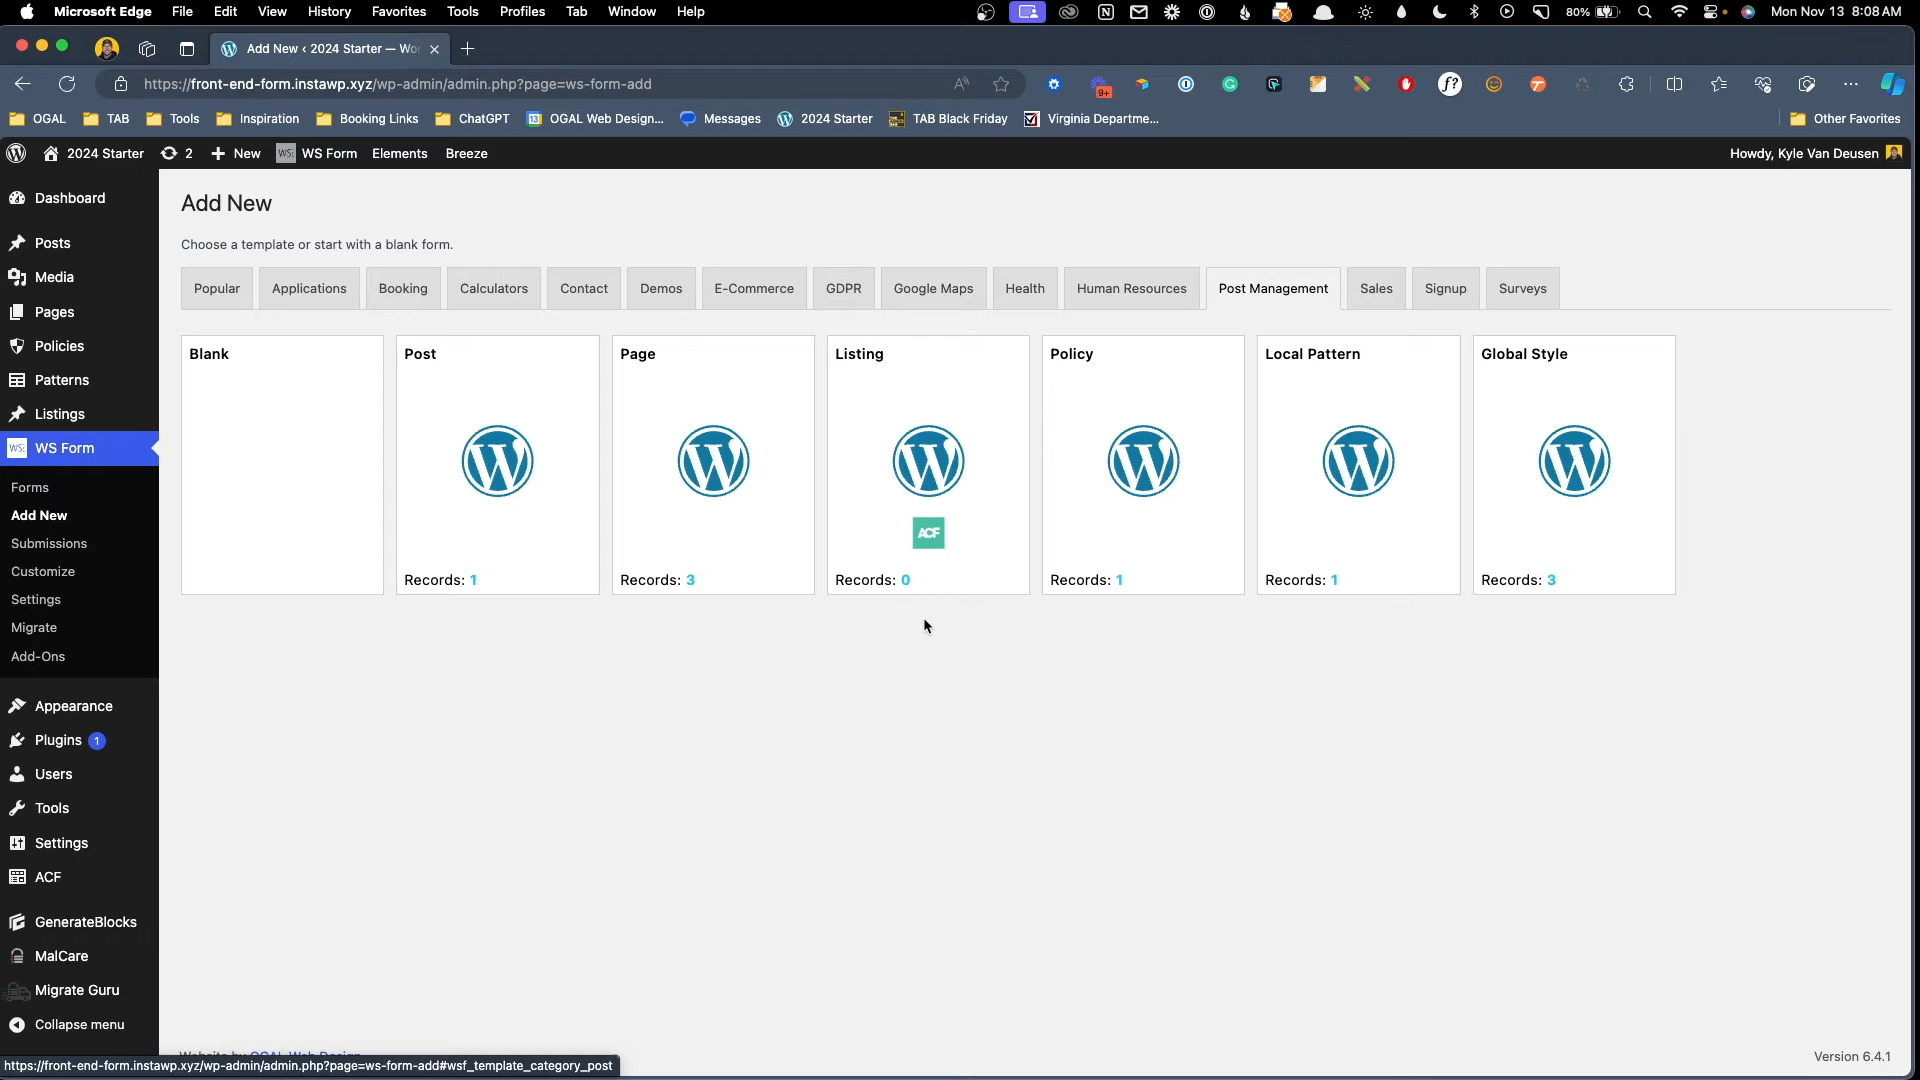 Microsoft Edge File Edit View History Favorites Tools Profiles Tab Window Help 80% Mon Nov 13 8:08 AM
Add New ‹ 2024 Starter — Wo
https://front-end-form.instawp.xyz/wp-admin/admin.php?page=ws-form-add
9+
f?
OGAL TAB Tools Inspiration Booking Links ChatGPT OGAL Web Design... Messages 2024 Starter TAB Black Friday Virginia Departme... Other Favorites
2024 Starter 2 New WS Form Elements Breeze Howdy, Kyle Van Deusen
Dashboard
Posts
Media
Pages
Policies
Patterns
Listings
WS Form
Forms
Add New
Submissions
Customize
Settings
Migrate
Add-Ons
Appearance
Plugins 1
Users
Tools
Settings
ACF
GenerateBlocks
MalCare
Migrate Guru
Collapse menu
Add New
Choose a template or start with a blank form.
Popular Applications Booking Calculators Contact Demos E-Commerce GDPR Google Maps Health Human Resources Post Management Sales Signup Surveys
Blank Post Page Listing Policy Local Pattern Global Style
ACF
Records: 1 Records: 3 Records: 0 Records: 1 Records: 1 Records: 3
Website by OGAL Web Design
Version 6.4.1
https://front-end-form.instawp.xyz/wp-admin/admin.php?page=ws-form-add#wsf_template_category_post